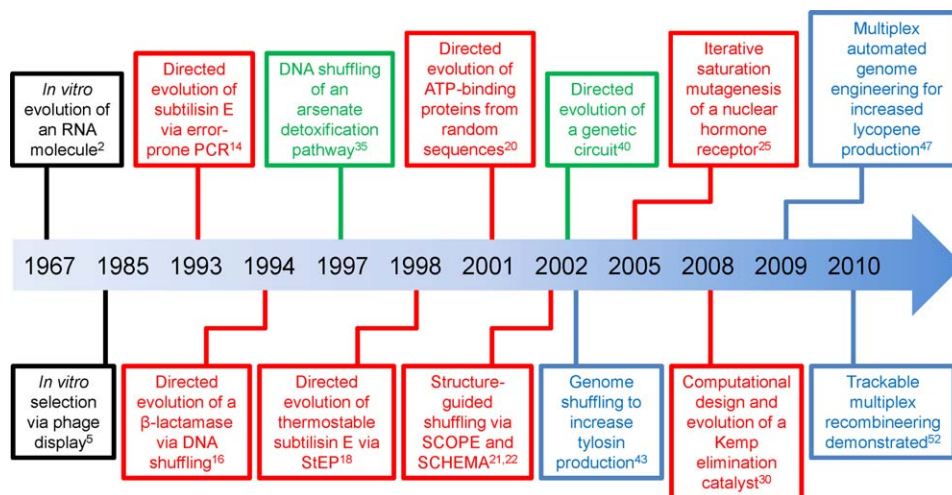 In vitro
evolution of
an RNA
molecule2
Directed
evolution of
subtilisin E
via error-
prone PCR14
DNA shuffling
of an
arsenate
detoxification
pathway35
Directed
evolution of
ATP-binding
proteins from
random
sequences20
Directed
evolution of
a genetic
circuit40
Iterative
saturation
mutagenesis
of a nuclear
hormone
receptor25
Multiplex
automated
genome
engineering for
increased
lycopene
production47
1967 1985 1993 1994 1997 1998 2001 2002 2005 2008 2009 2010
In vitro
selection
via phage
display5
Directed
evolution of a
β-lactamase
via DNA
shuffling16
Directed
evolution of
thermostable
subtilisin E via
StEP18
Structure-
guided
shuffling via
SCOPE and
SCHEMA21,22
Genome
shuffling to
increase
tylosin
production43
Computational
design and
evolution of a
Kemp
elimination
catalyst30
Trackable
multiplex
recombineering
demonstrated52